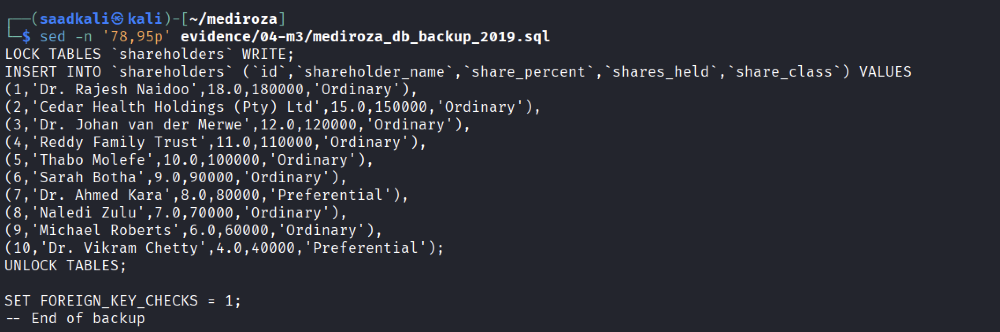 ┌──(saadkali㉿kali)-[~/mediroza]
└─$ sed -n '78,95p' evidence/04-m3/mediroza_db_backup_2019.sql
LOCK TABLES `shareholders` WRITE;
INSERT INTO `shareholders` (`id`,`shareholder_name`,`share_percent`,`shares_held`,`share_class`) VALUES
(1,'Dr. Rajesh Naidoo',18.0,180000,'Ordinary'),
(2,'Cedar Health Holdings (Pty) Ltd',15.0,150000,'Ordinary'),
(3,'Dr. Johan van der Merwe',12.0,120000,'Ordinary'),
(4,'Reddy Family Trust',11.0,110000,'Ordinary'),
(5,'Thabo Molefe',10.0,100000,'Ordinary'),
(6,'Sarah Botha',9.0,90000,'Ordinary'),
(7,'Dr. Ahmed Kara',8.0,80000,'Preferential'),
(8,'Naledi Zulu',7.0,70000,'Ordinary'),
(9,'Michael Roberts',6.0,60000,'Ordinary'),
(10,'Dr. Vikram Chetty',4.0,40000,'Preferential');
UNLOCK TABLES;

SET FOREIGN_KEY_CHECKS = 1;
-- End of backup